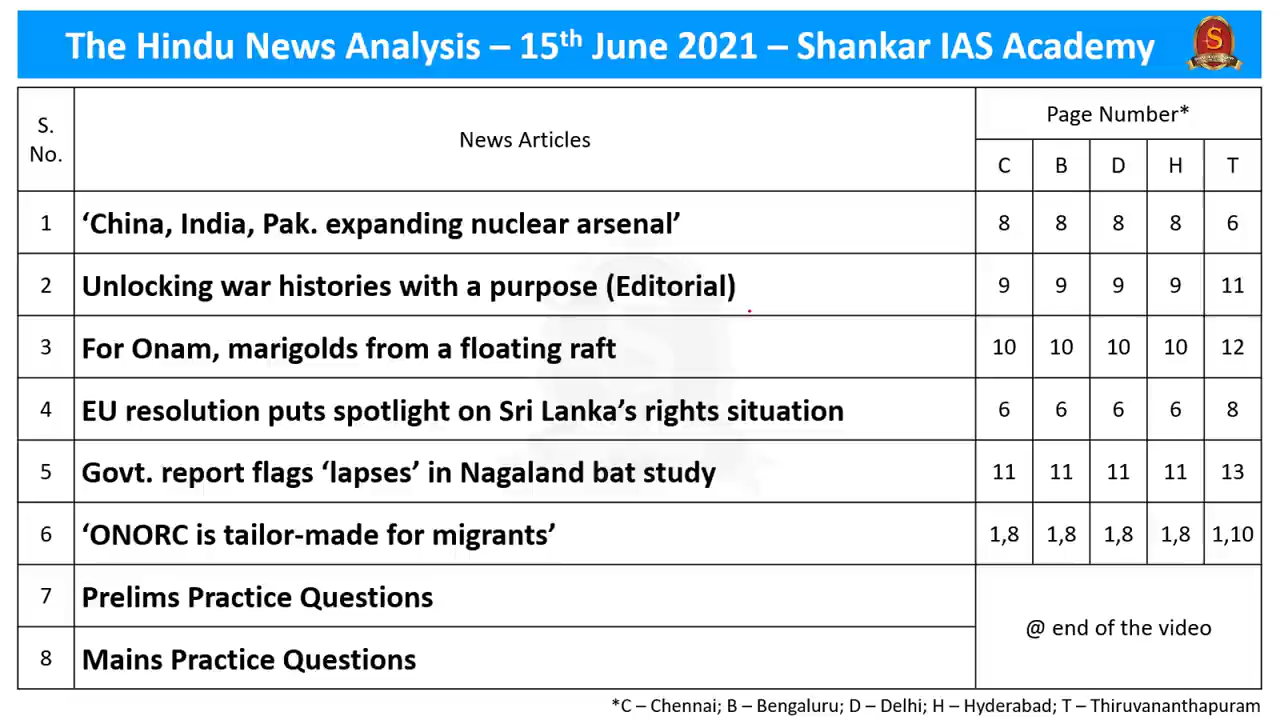 The Hindu News Analysis – 15th June 2021 – Shankar IAS Academy
S. No.
News Articles
Page Number*
C B D H T
1 ‘China, India, Pak. expanding nuclear arsenal’ 8 8 8 8 6
2 Unlocking war histories with a purpose (Editorial) 9 9 9 9 11
3 For Onam, marigolds from a floating raft 10 10 10 10 12
4 EU resolution puts spotlight on Sri Lanka’s rights situation 6 6 6 6 8
5 Govt. report flags ‘lapses’ in Nagaland bat study 11 11 11 11 13
6 ‘ONORC is tailor-made for migrants’ 1,8 1,8 1,8 1,8 1,10
7 Prelims Practice Questions
@ end of the video
8 Mains Practice Questions
*C – Chennai; B – Bengaluru; D – Delhi; H – Hyderabad; T – Thiruvananthapuram